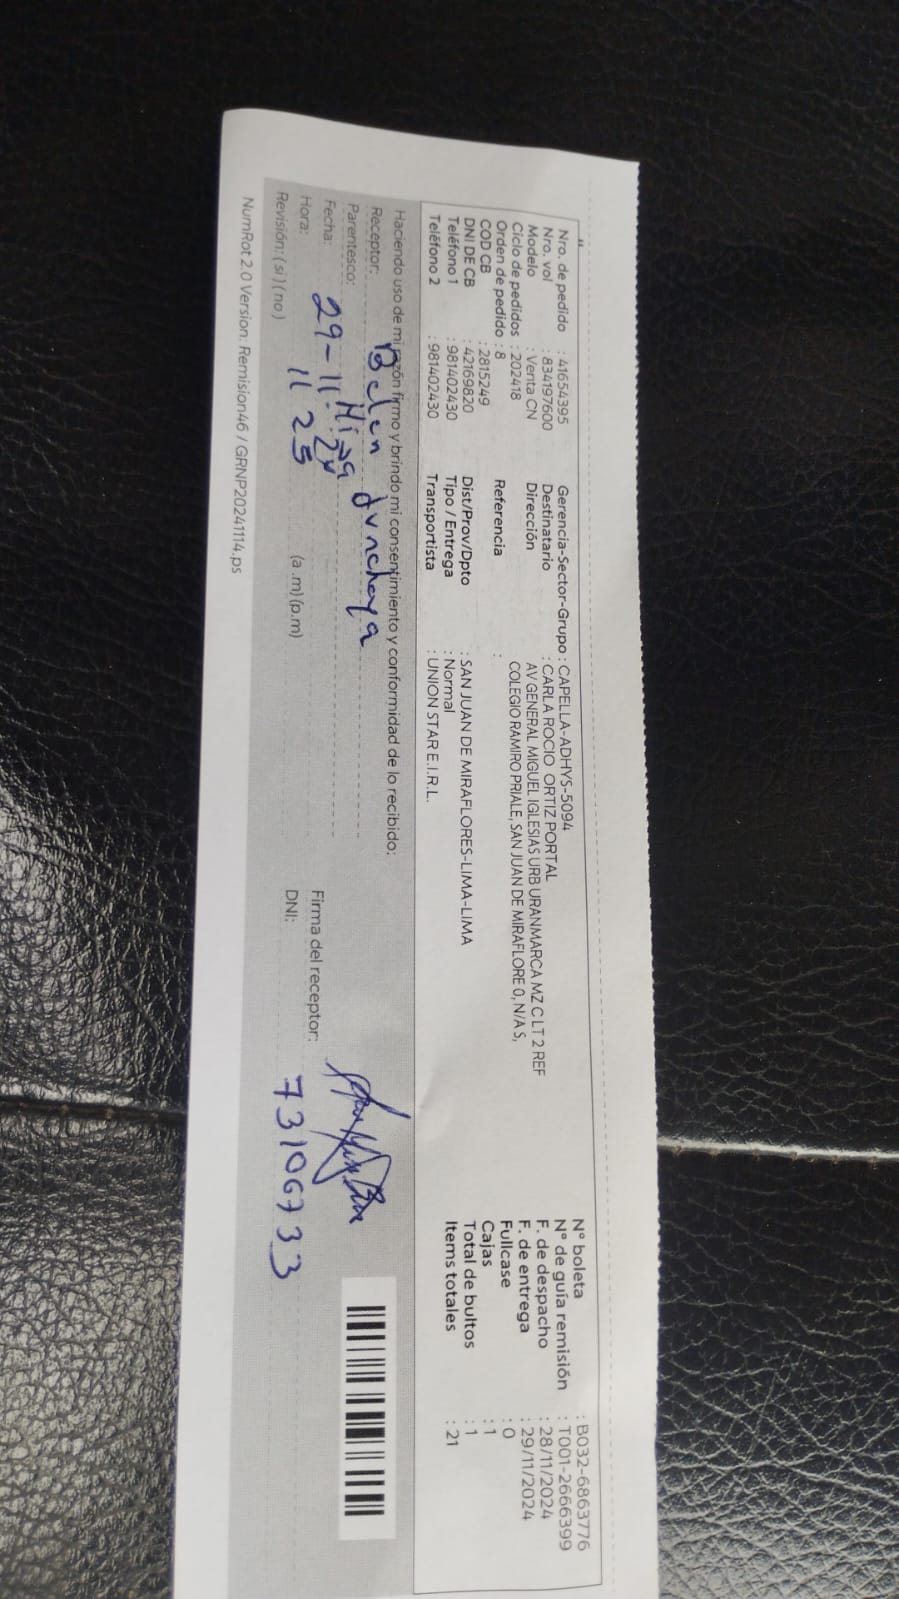 Nro. de pedido : 41654395
Nro. vol : 834197600
Modelo : Venta CN
Ciclo de pedidos : 202418
Orden de pedido : 8
COD CB : 2815249
DNI DE CB : 42169820
Teléfono 1 : 981402430
Teléfono 2 : 981402430
Gerencia-Sector-Grupo : CAPELLA-ADHYS-5094
Destinatario : CARLA ROCIO ORTIZ PORTAL
Dirección AV GENERAL MIGUEL IGLESIAS URB URANMARCA MZ C LT 2 REF
COLEGIO RAMIRO PRIALE, SAN JUAN DE MIRAFLORE 0, N/A S,
Referencia :
Dist/Prov/Dpto : SAN JUAN DE MIRAFLORES-LIMA-LIMA
Tipo / Entrega : Normal
Transportista : UNION STAR E.I.R.L.
N° boleta : B032-6863776
N° de guía remisión : T001-2666399
F. de despacho : 28/11/2024
F. de entrega : 29/11/2024
Fullcase : 0
Cajas : 1
Total de bultos : 1
Items totales : 21
Haciendo uso de mi razón firmo y brindo mi consentimiento y conformidad de lo recibido:
Receptor: Belen
Parentesco:
Fecha: 29-11-24
Hora: 11 25 (a .m) (p.m)
Revisión: ( si ) ( no )
Firma del receptor:
DNI: 73106733
NumRot 2.0 Version: Remision46 / GRNP20241114.ps